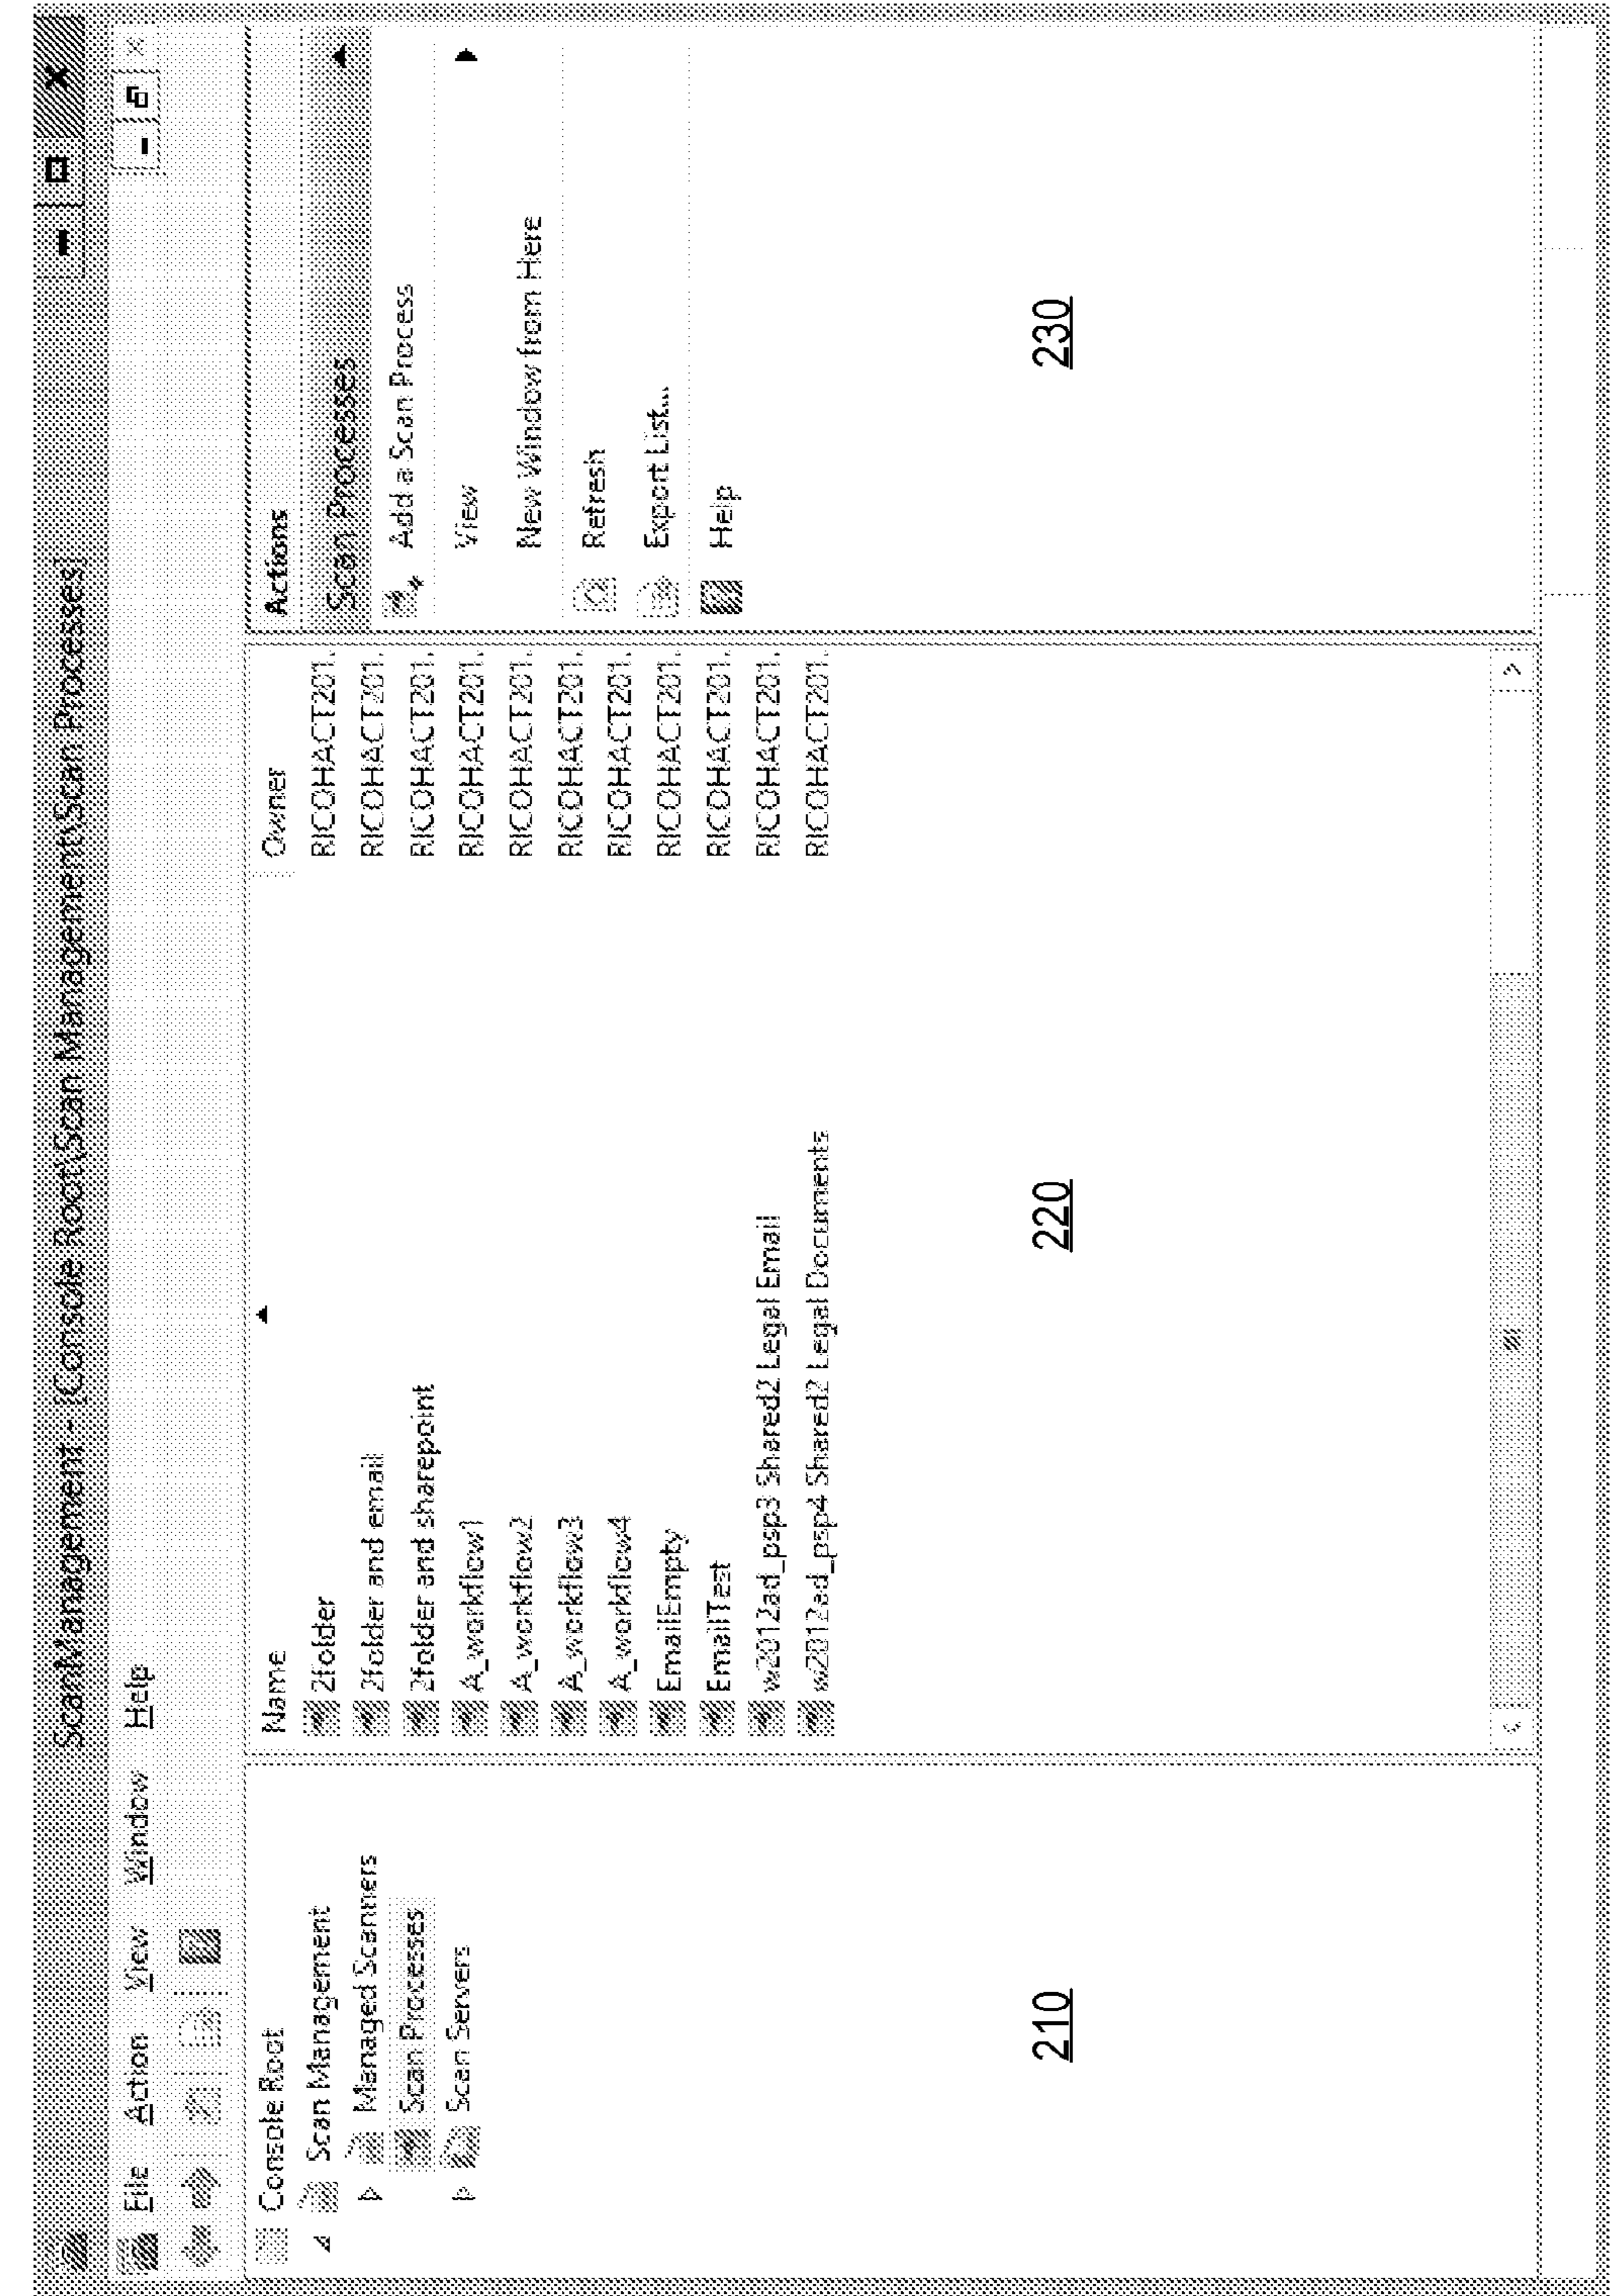 ScanManagement - [Console Root\Scan Management\Scan Processes]
File Action View Window Help
Console Root
Scan Management
Managed Scanners
Scan Processes
Scan Servers
210
Name Owner
2folder RICOHACT201.
2folder and email RICOHACT201.
2folder and sharepoint RICOHACT201.
A_workflow1 RICOHACT201.
A_workflow2 RICOHACT201.
A_workflow3 RICOHACT201.
A_workflow4 RICOHACT201.
EmailEmpty RICOHACT201.
EmailTest RICOHACT201.
w2012ad_psp3 Shared2 Legal Email RICOHACT201.
w2012ad_psp4 Shared2 Legal Documents RICOHACT201.
220
Actions
Scan Processes
Add a Scan Process
View
New Window from Here
Refresh
Export List...
Help
230